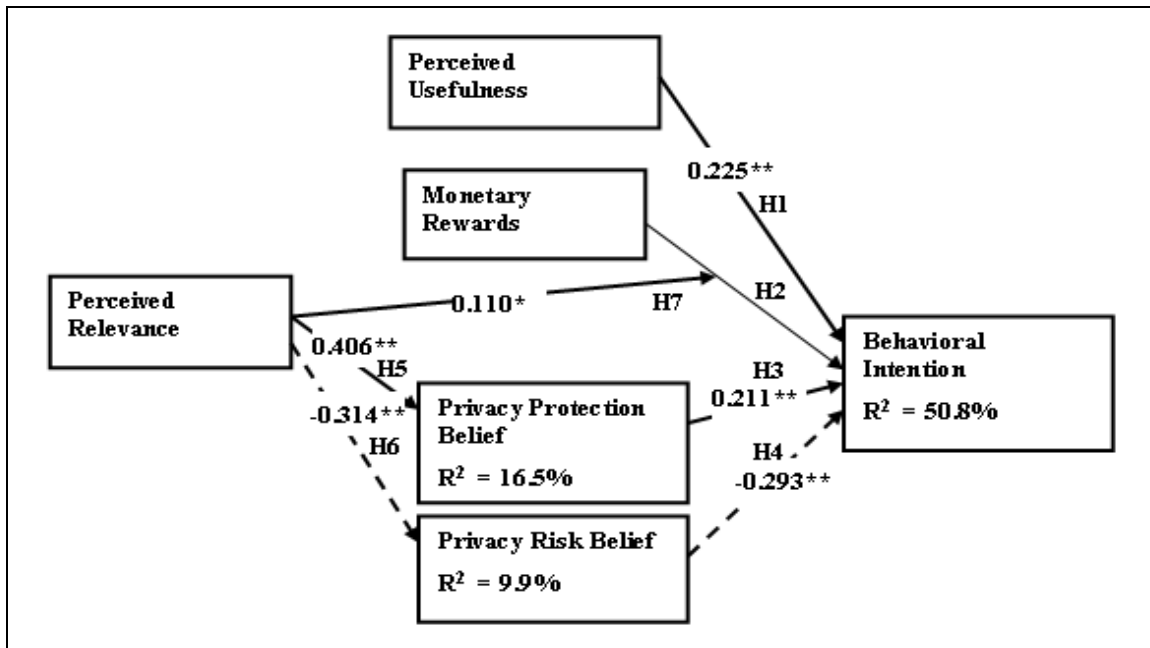 Perceived
Usefulness
0.225**
H1
Monetary
Rewards
H2
Perceived
Relevance
0.110*
H7
0.406**
H5
-0.314**
H6
Privacy Protection
Belief
R² = 16.5%
H3
0.211**
Privacy Risk Belief
R² = 9.9%
H4
-0.293**
Behavioral
Intention
R² = 50.8%